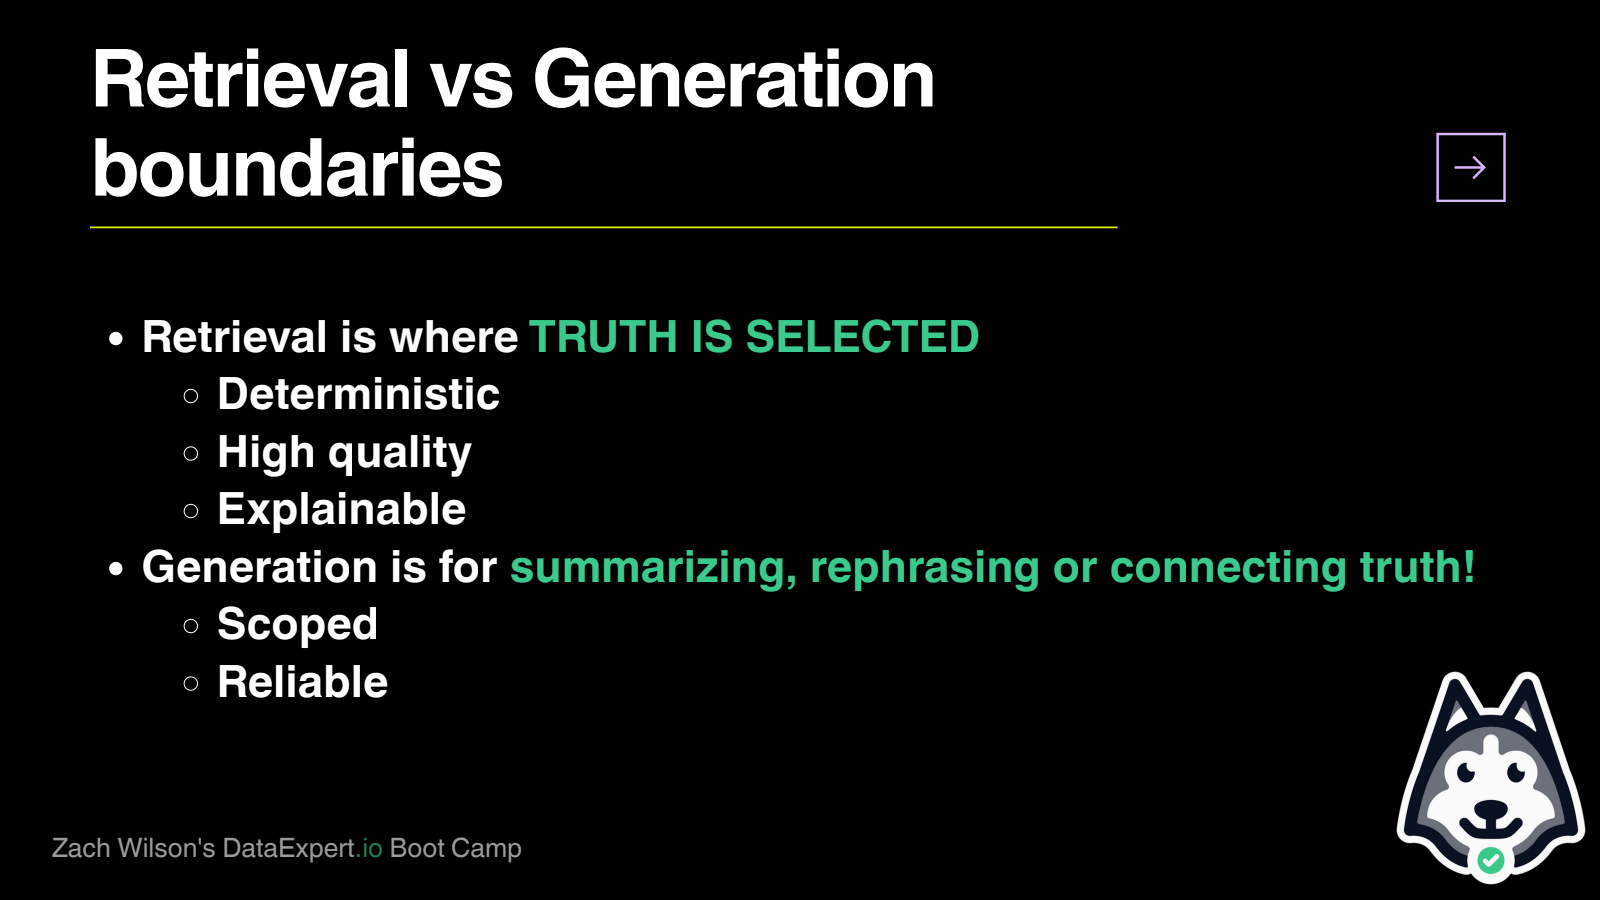 Retrieval vs Generation
boundaries
Retrieval is where TRUTH IS SELECTED
Deterministic
High quality
Explainable
Generation is for summarizing, rephrasing or connecting truth!
Scoped
Reliable
Zach Wilson's DataExpert.io Boot Camp